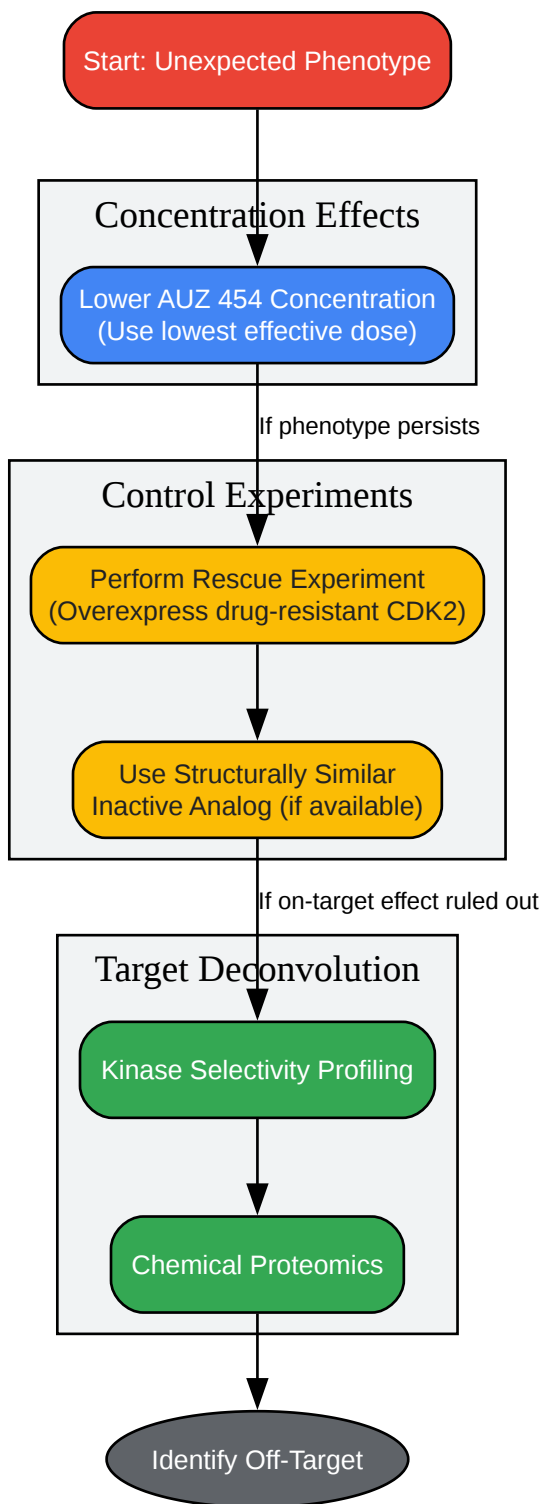 Start: Unexpected Phenotype
Concentration Effects
Lower AUZ 454 Concentration
(Use lowest effective dose)
If phenotype persists
Control Experiments
Perform Rescue Experiment
(Overexpress drug-resistant CDK2)
Use Structurally Similar
Inactive Analog (if available)
If on-target effect ruled out
Target Deconvolution
Kinase Selectivity Profiling
Chemical Proteomics
Identify Off-Target